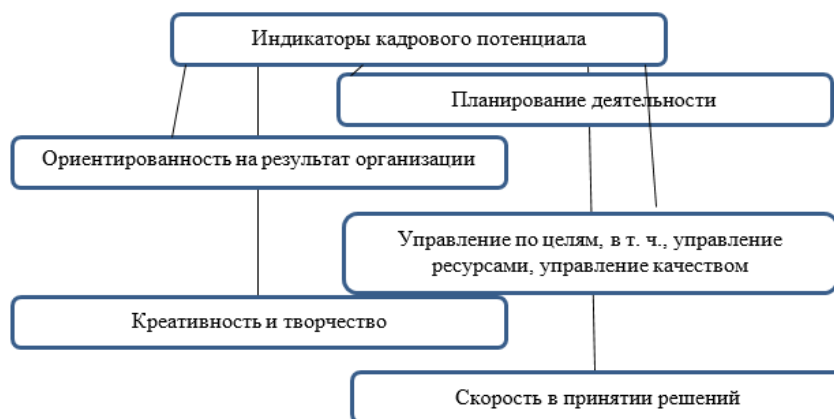 Индикаторы кадрового потенциала
Планирование деятельности
Ориентированность на результат организации
Управление по целям, в т. ч., управление
ресурсами, управление качеством
Креативность и творчество
Скорость в принятии решений